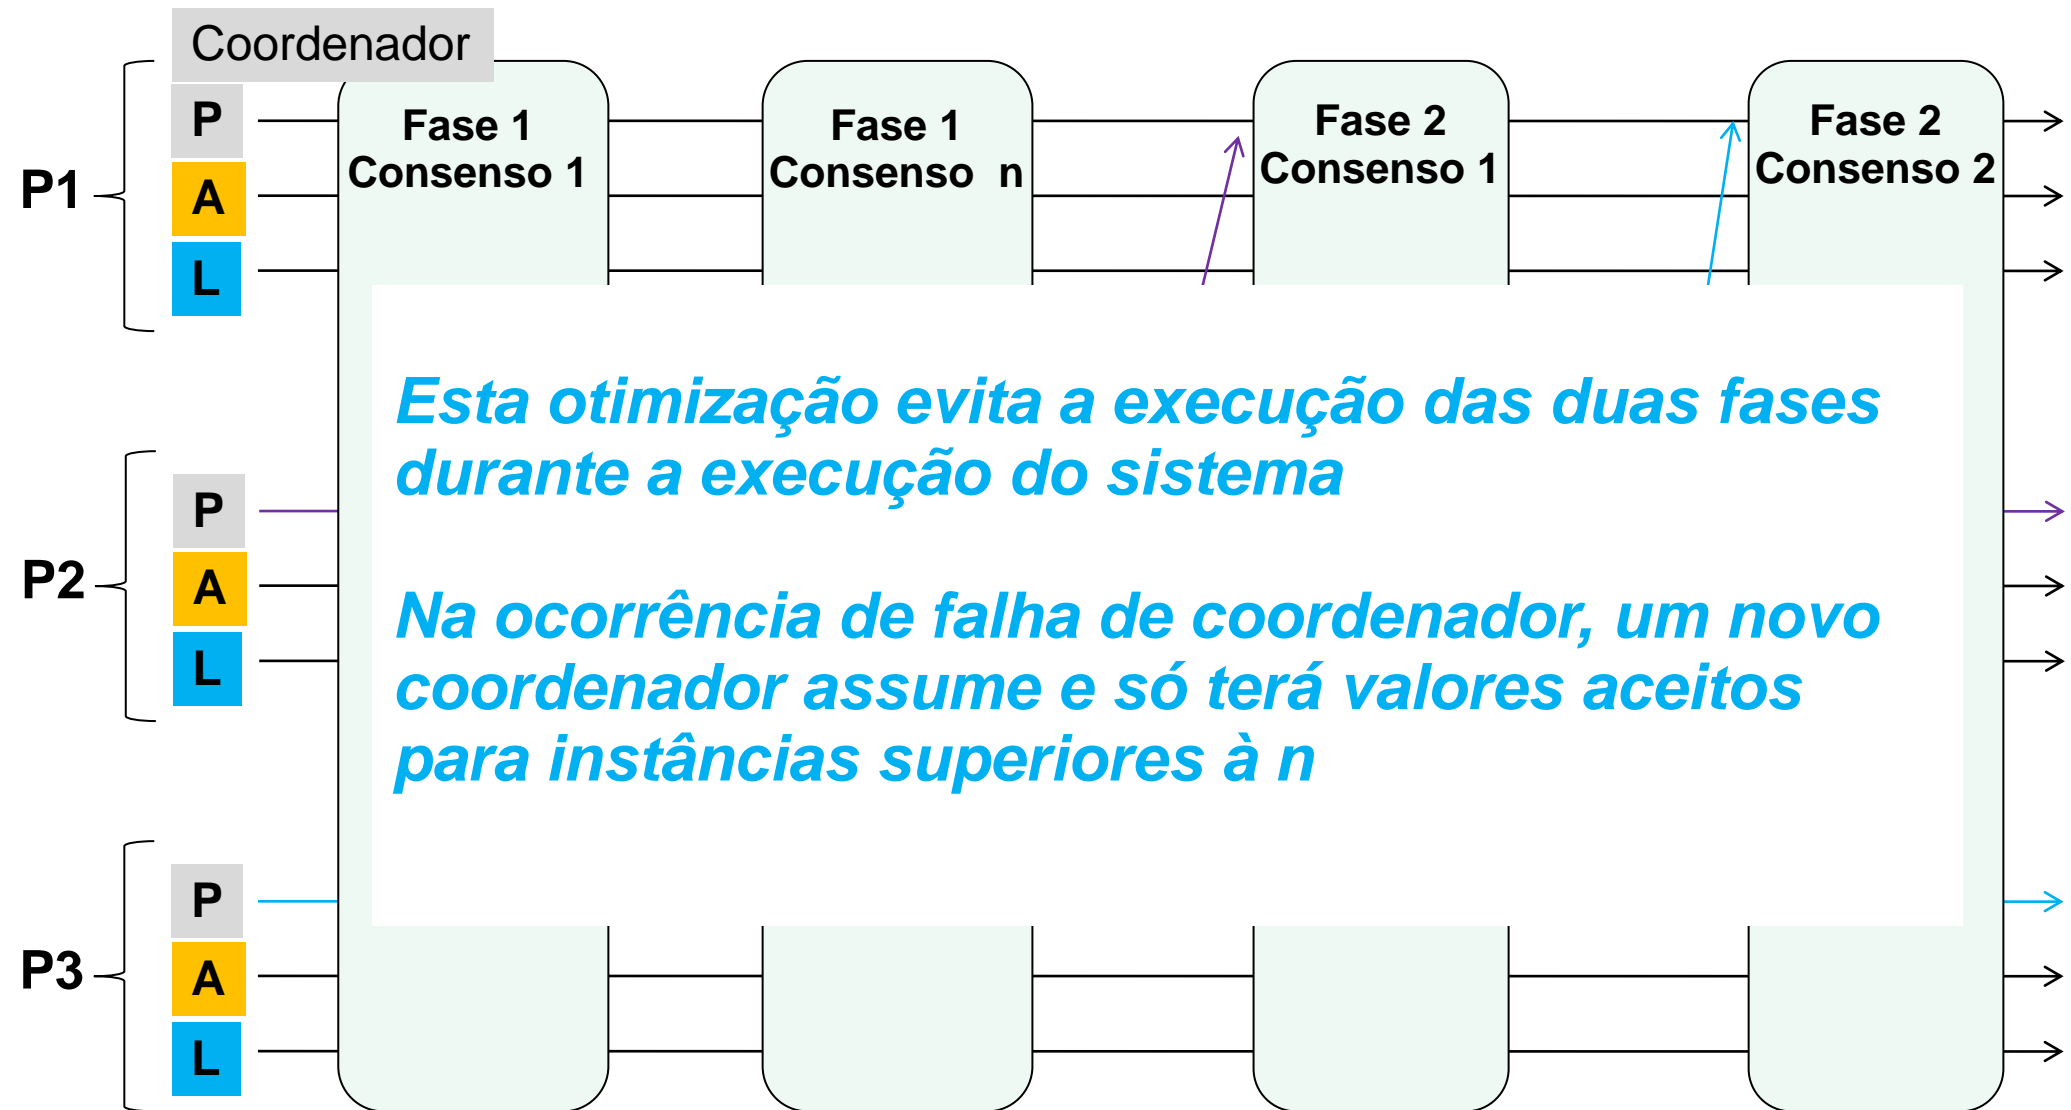 Coordenador
P1
P
A
L
Fase 1
Consenso 1
Fase 1
Consenso n
Fase 2
Consenso 1
Fase 2
Consenso 2
Esta otimização evita a execução das duas fases
durante a execução do sistema
Na ocorrência de falha de coordenador, um novo
coordenador assume e só terá valores aceitos
para instâncias superiores à n
P2
P
A
L
P3
P
A
L